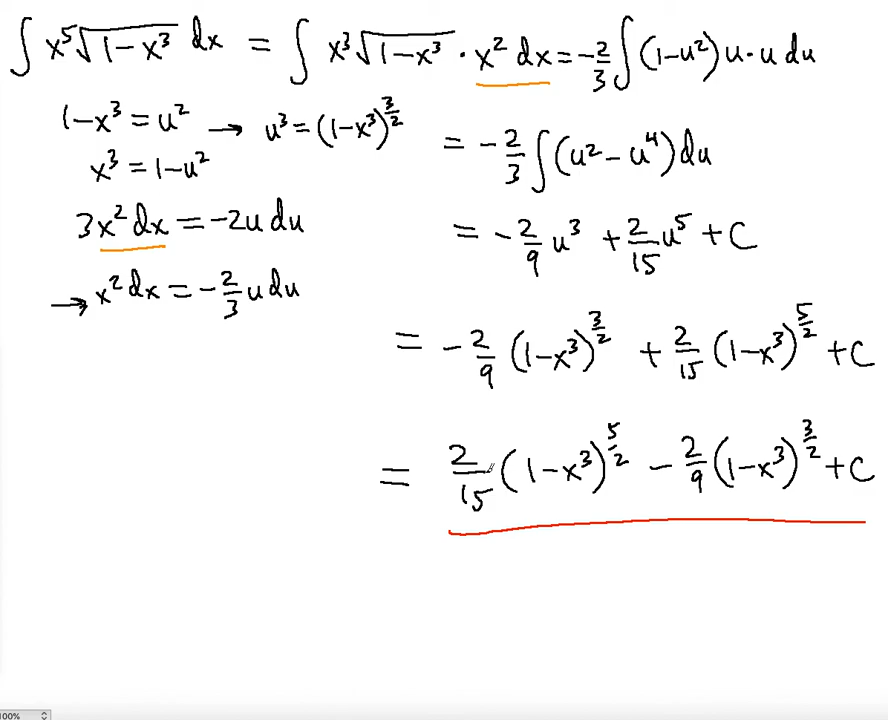 ∫ x⁵√(1-x³) dx = ∫ x³√(1-x³) · x² dx = -2/3 ∫ (1-u²) u · u du
1-x³ = u² → u³ = (1-x³)^(3/2)
x³ = 1-u²
3x² dx = -2u du
→ x² dx = -2/3 u du
= -2/3 ∫ (u² - u⁴) du
= -2/9 u³ + 2/15 u⁵ + C
= -2/9 (1-x³)^(3/2) + 2/15 (1-x³)^(5/2) + C
= 2/15 (1-x³)^(5/2) - 2/9 (1-x³)^(3/2) + C
100%